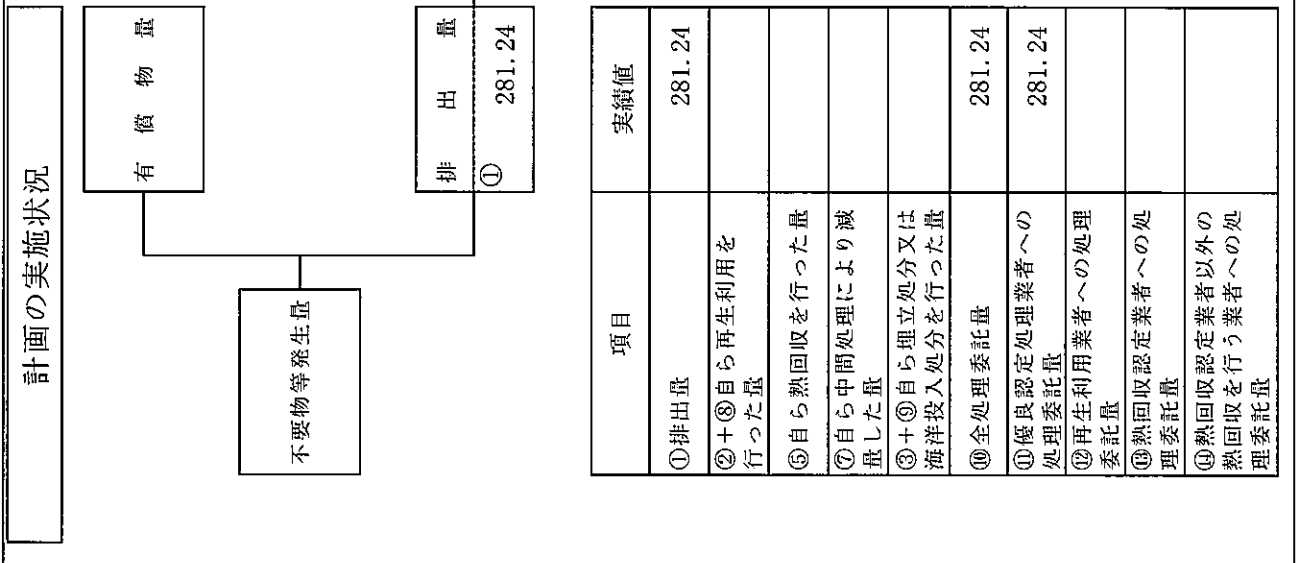 計画の実施状況
有償物量
不要物等発生量
排出量
①
281.24
項目
実績値
①排出量
281.24
②+⑧自ら再生利用を
行った量
⑤自ら熱回収を行った量
⑦自ら中間処理により減
量した量
③+⑨自ら埋立処分又は
海洋投入処分を行った量
⑩全処理委託量
281.24
⑪優良認定処理業者への
処理委託量
281.24
⑫再生利用業者への処理
委託量
⑬熱回収認定業者への処
理委託量
⑭熱回収認定業者以外の
熱回収を行う業者への処
理委託量